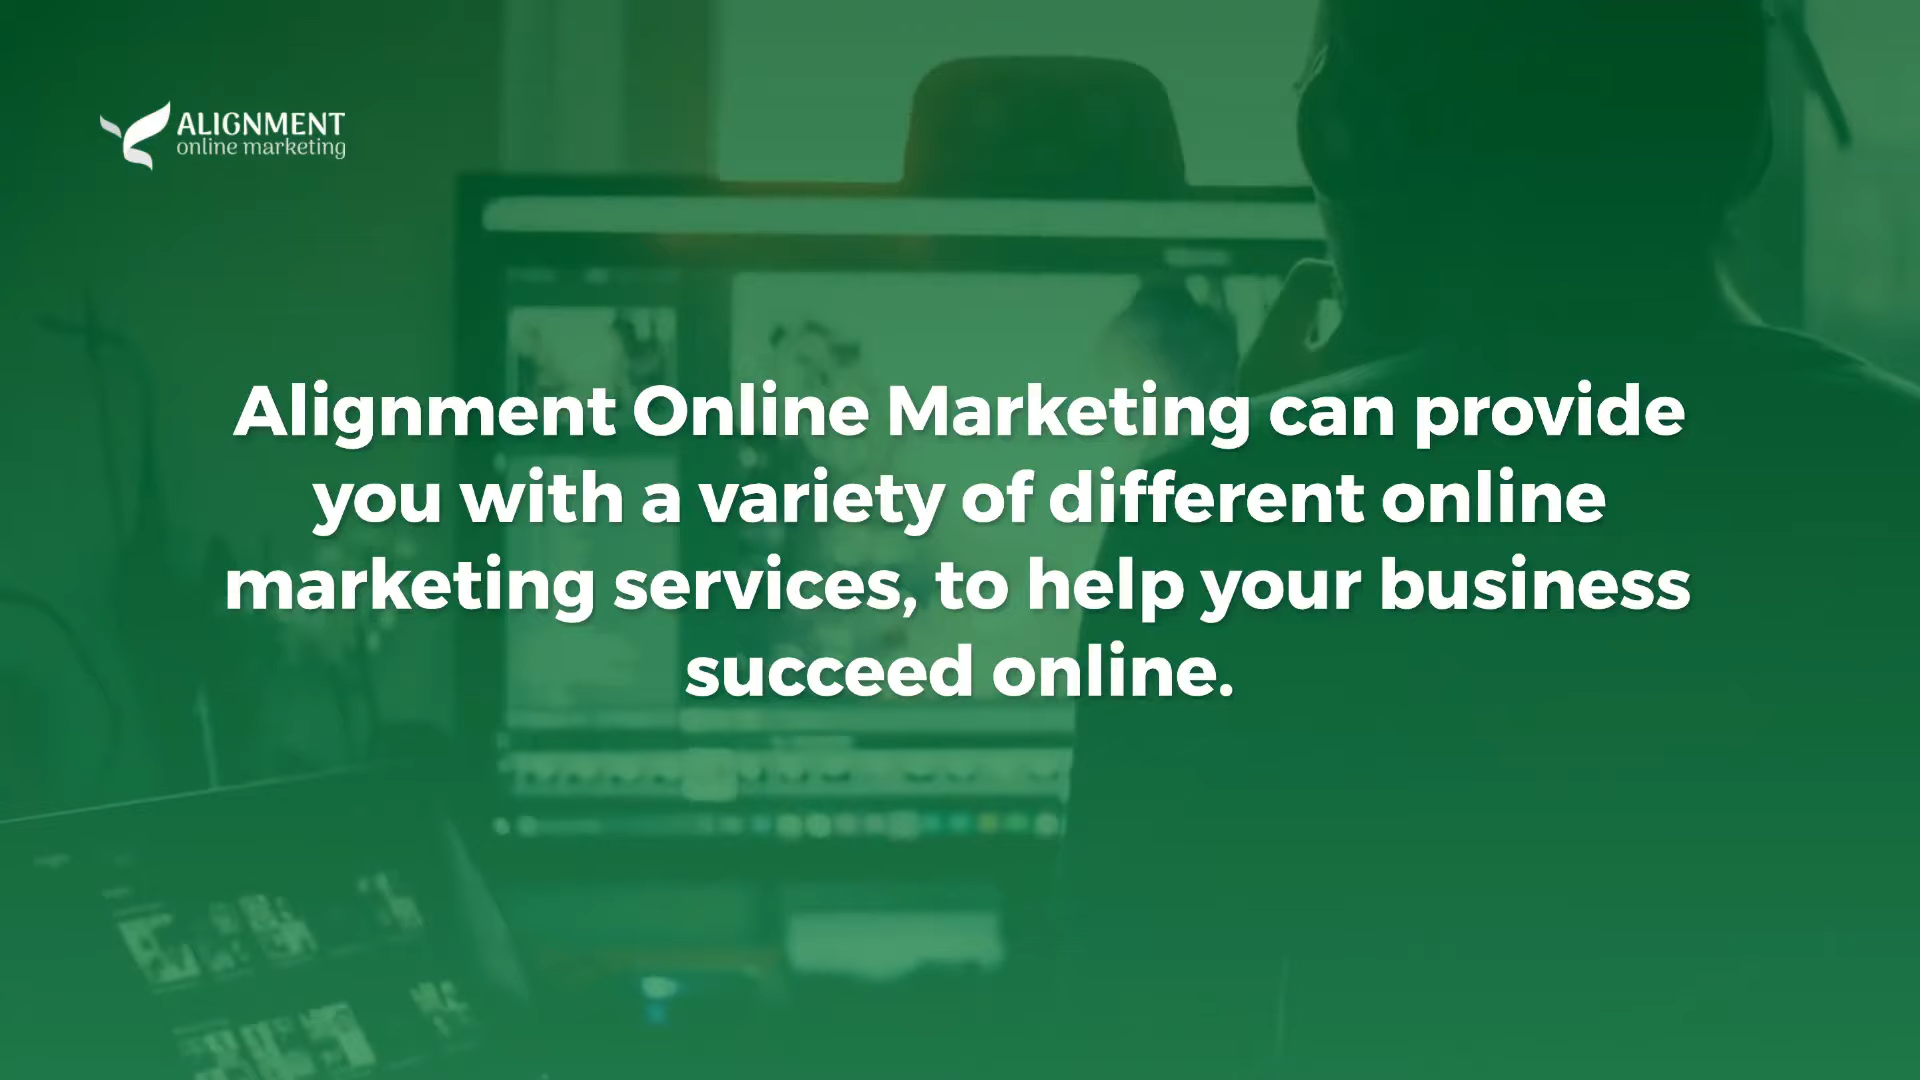 ALIGNMENT
online marketing
Alignment Online Marketing can provide
you with a variety of different online
marketing services, to help your business
succeed online.